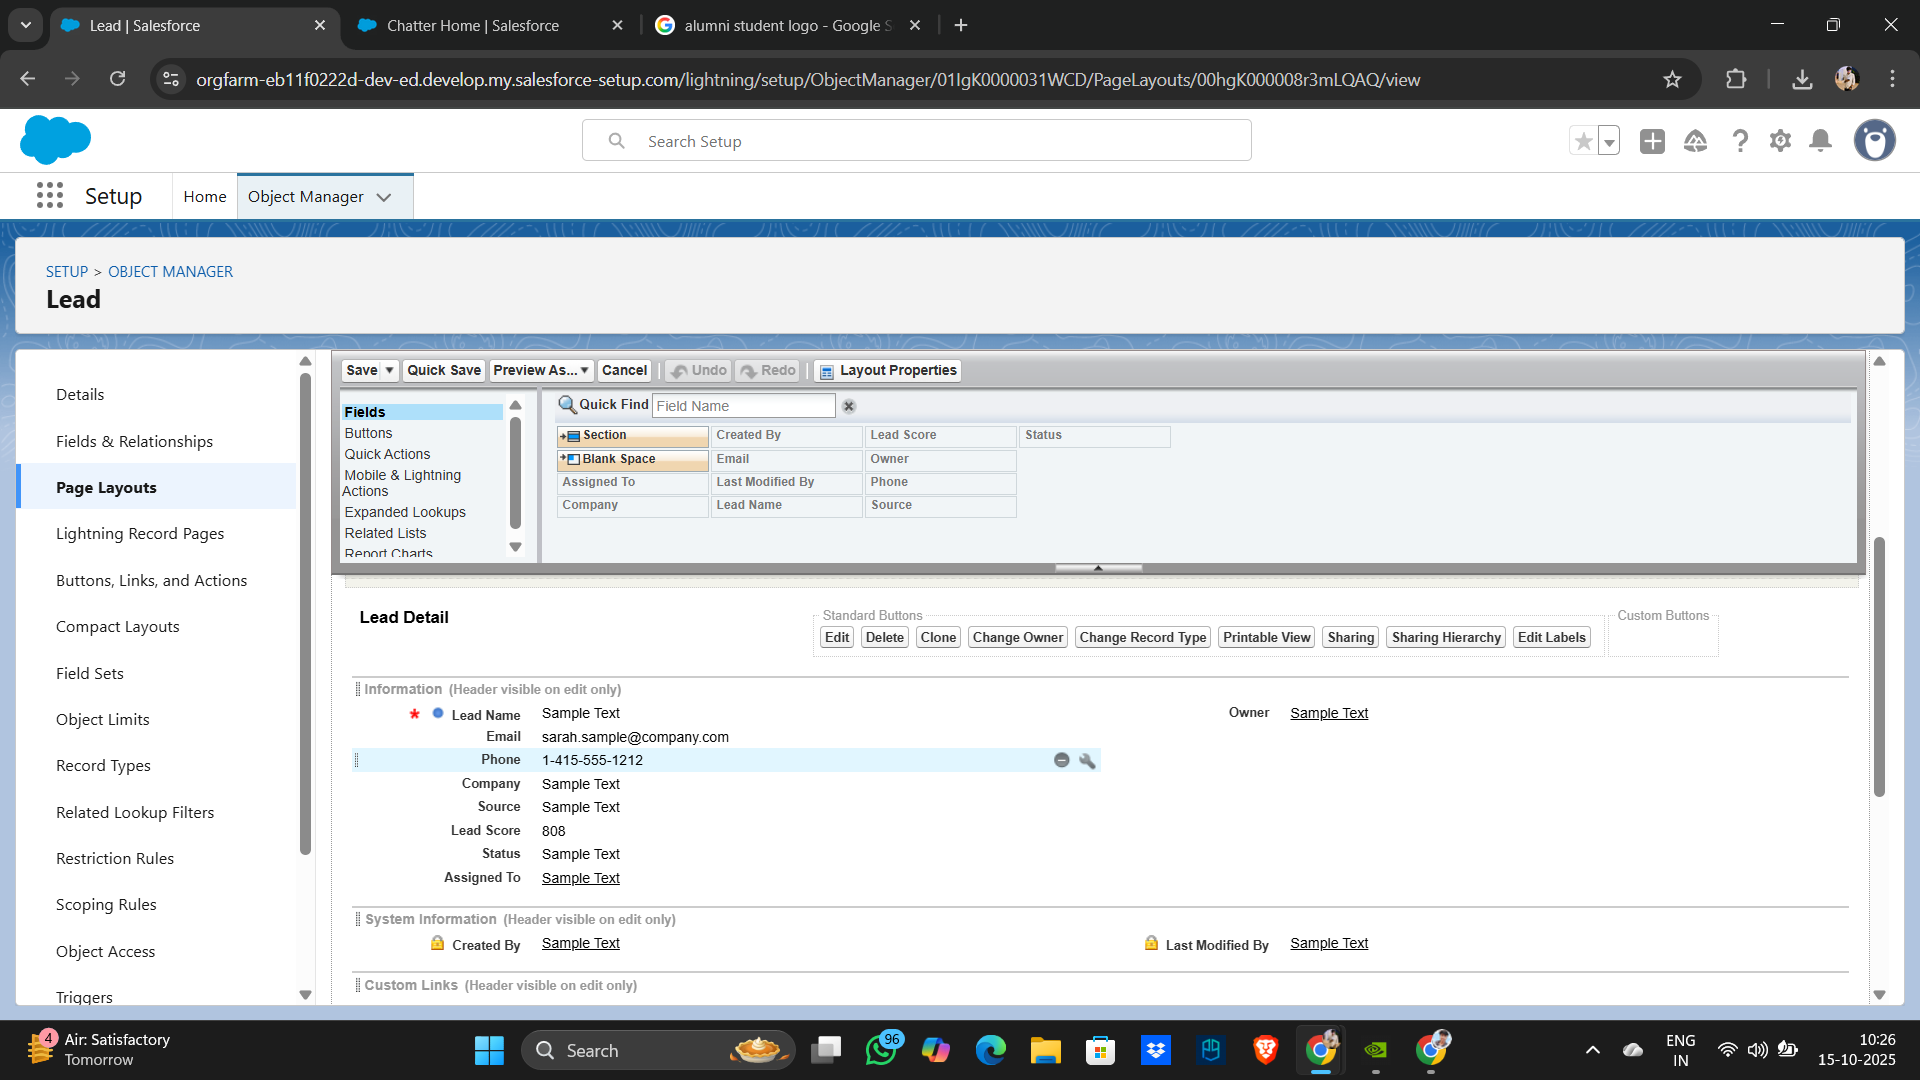 Lead | Salesforce
Chatter Home | Salesforce
alumni student logo - Google S
orgfarm-eb11f0222d-dev-ed.develop.my.salesforce-setup.com/lightning/setup/ObjectManager/01IgK0000031WCD/PageLayouts/00hgK000008r3mLQAQ/view
Search Setup
Setup
Home
Object Manager
SETUP > OBJECT MANAGER
Lead
Details
Fields & Relationships
Page Layouts
Lightning Record Pages
Buttons, Links, and Actions
Compact Layouts
Field Sets
Object Limits
Record Types
Related Lookup Filters
Restriction Rules
Scoping Rules
Object Access
Triggers
Save Quick Save Preview As... Cancel Undo Redo Layout Properties
Fields
Buttons
Quick Actions
Mobile & Lightning
Actions
Expanded Lookups
Related Lists
Report Charts
Quick Find Field Name
Section Created By Lead Score Status
Blank Space Email Owner
Assigned To Last Modified By Phone
Company Lead Name Source
Lead Detail
Standard Buttons
Edit Delete Clone Change Owner Change Record Type Printable View Sharing Sharing Hierarchy Edit Labels
Custom Buttons
Information (Header visible on edit only)
* Lead Name Sample Text Owner Sample Text
Email sarah.sample@company.com
Phone 1-415-555-1212
Company Sample Text
Source Sample Text
Lead Score 808
Status Sample Text
Assigned To Sample Text
System Information (Header visible on edit only)
Created By Sample Text Last Modified By Sample Text
Custom Links (Header visible on edit only)
4
Air: Satisfactory
Tomorrow
Search
96
ENG
IN
10:26
15-10-2025